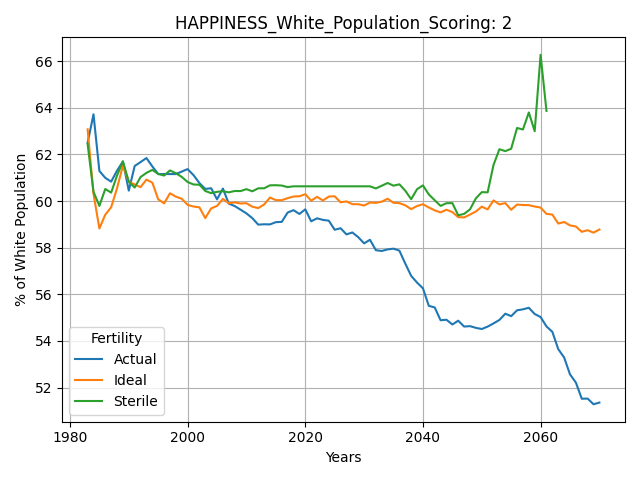 HAPPINESS_White_Population_Scoring: 2
% of White Population
66
64
62
60
58
56
54
52
Fertility
Actual
Ideal
Sterile
1980
2000
2020
2040
2060
Years